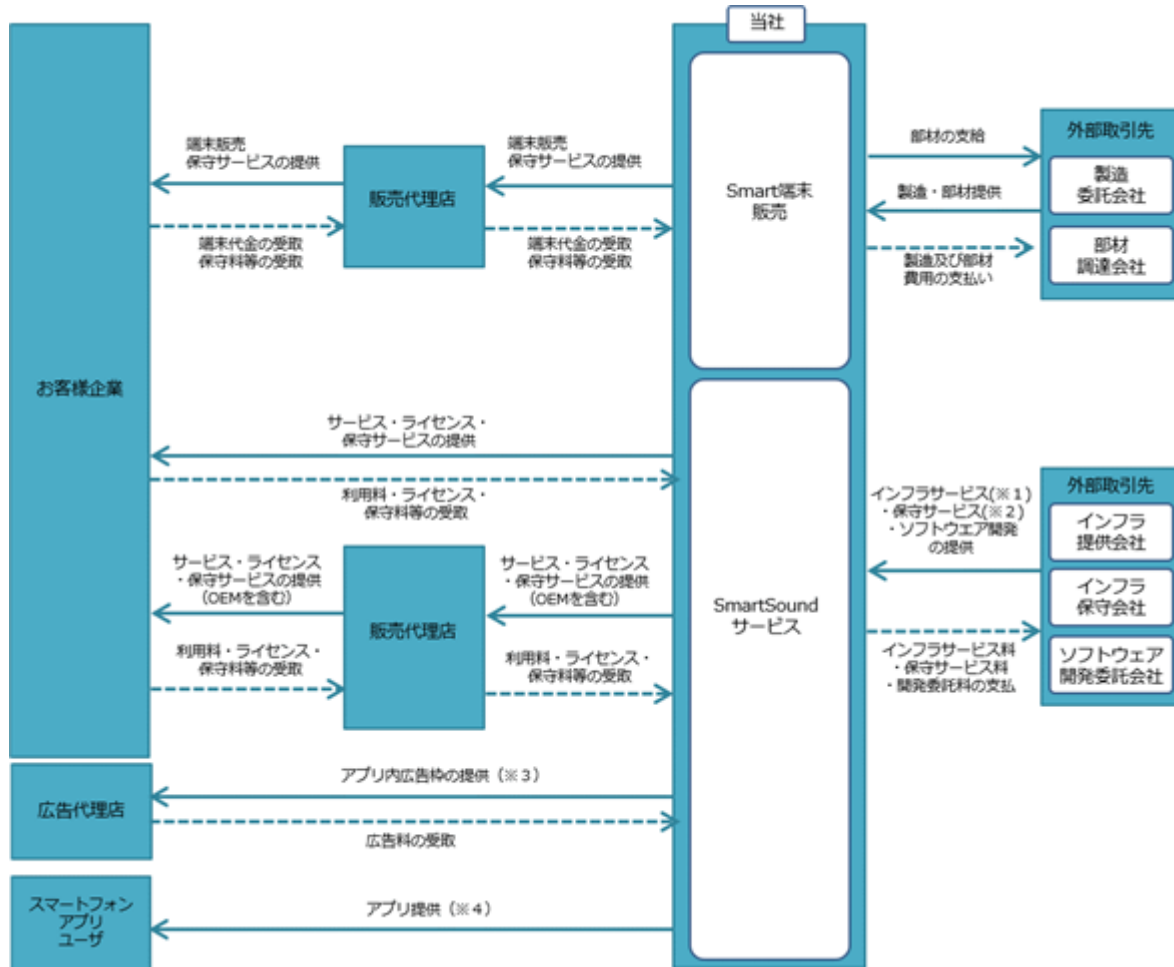 当社
端末販売
保守サービスの提供
端末販売
保守サービスの提供
販売代理店
端末代金の受取
保守料等の受取
端末代金の受取
保守料等の受取
Smart端末
販売
部材の支給
製造・部材提供
製造及び部材
費用の支払い
外部取引先
製造
委託会社
部材
調達会社
お客様企業
サービス・ライセンス・
保守サービスの提供
利用料・ライセンス・
保守料等の受取
サービス・ライセンス
・保守サービスの提供
（OEMを含む）
サービス・ライセンス
・保守サービスの提供
（OEMを含む）
販売代理店
利用料・ライセンス・
保守料等の受取
利用料・ライセンス・
保守料等の受取
SmartSound
サービス
インフラサービス(※１)
・保守サービス(※２)
・ソフトウエア開発
の提供
インフラサービス料
・保守サービス料
・開発委託料の支払
外部取引先
インフラ
提供会社
インフラ
保守会社
ソフトウェア
開発委託会社
広告代理店
アプリ内広告枠の提供（※３）
広告料の受取
スマートフォン
アプリ
ユーザ
アプリ提供（※４）